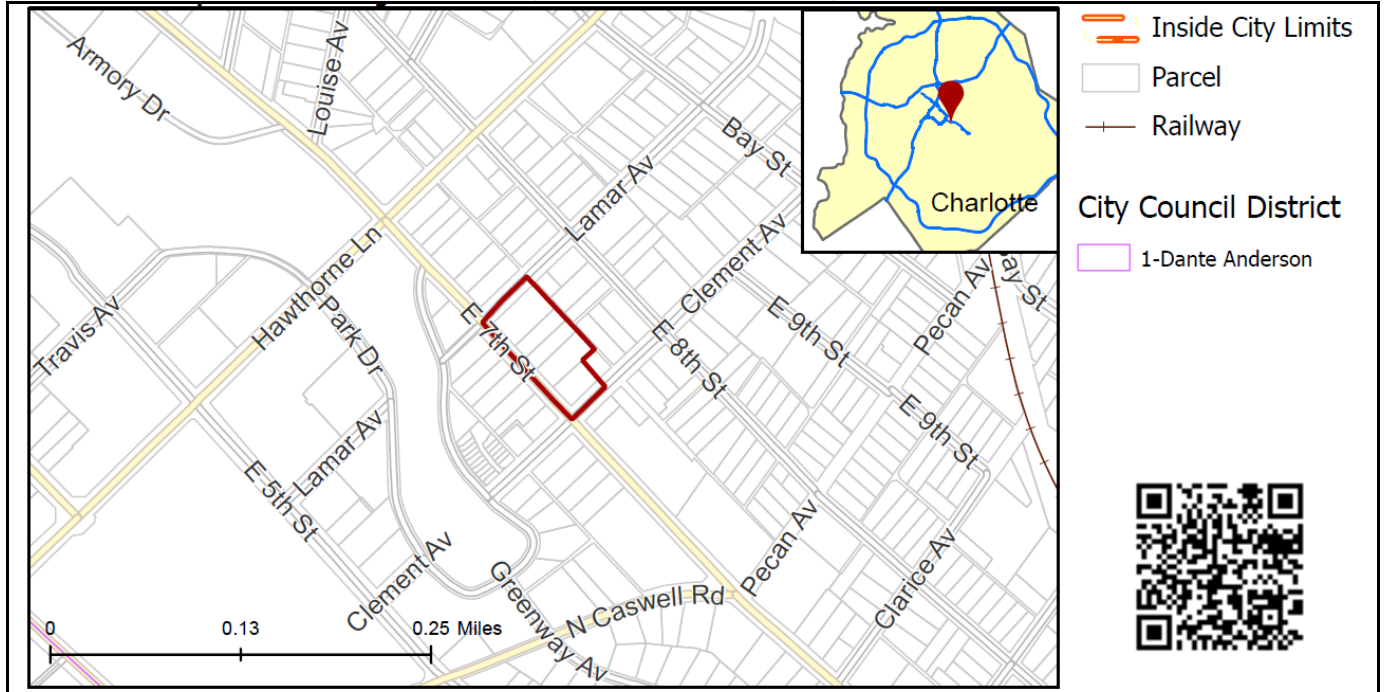 Armory Dr
Louise Av
Bay St
Lamar Av
Clement Av
Hawthorne Ln
Travis Av
Park Dr
E 7th St
E 8th St
E 9th St
Pecan Av
Bay St
E 9th St
Lamar Av
E 5th St
Clement Av
Greenway Av
N Caswell Rd
Pecan Av
Clarice Av
0 0.13 0.25 Miles
Charlotte
Inside City Limits
Parcel
Railway
City Council District
1-Dante Anderson